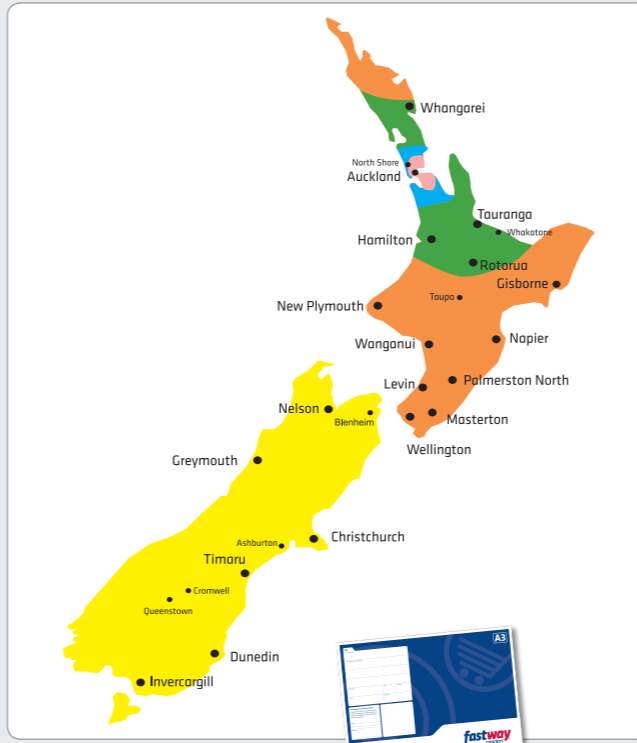 Whangarei
North Shore
Auckland
Tauranga
Whakatane
Hamilton
Rotorua
Gisborne
Taupo
New Plymouth
Napier
Wanganui
Levin
Palmerston North
Nelson
Blenheim
Masterton
Wellington
Greymouth
Christchurch
Ashburton
Timaru
Cromwell
Queenstown
Dunedin
Invercargill
A3
fastway